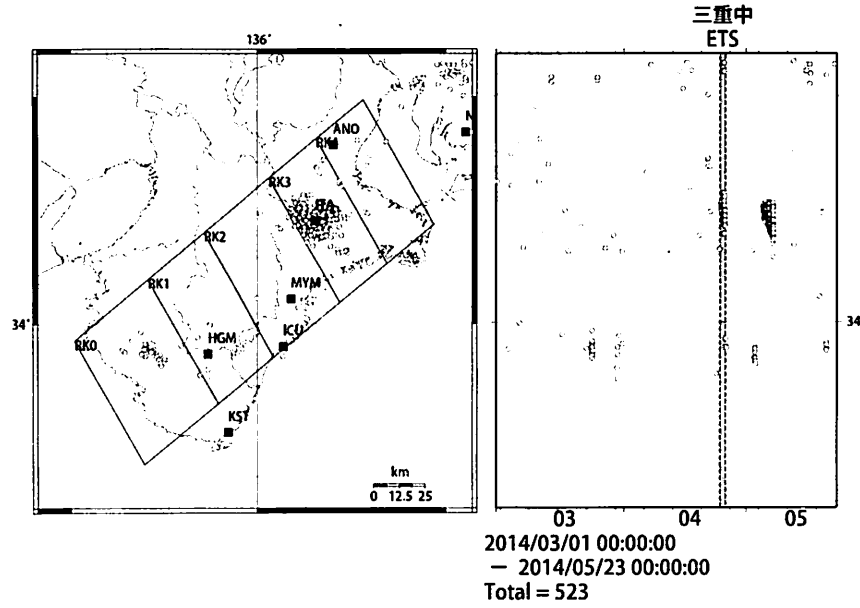 三重中
ETS
136°
N
ANO
RK4
RK3
RK2
MYM
RK1
34°
34
ICU
HGM
RK0
KST
km
0 12.5 25
03 04 05
2014/03/01 00:00:00
— 2014/05/23 00:00:00
Total = 523